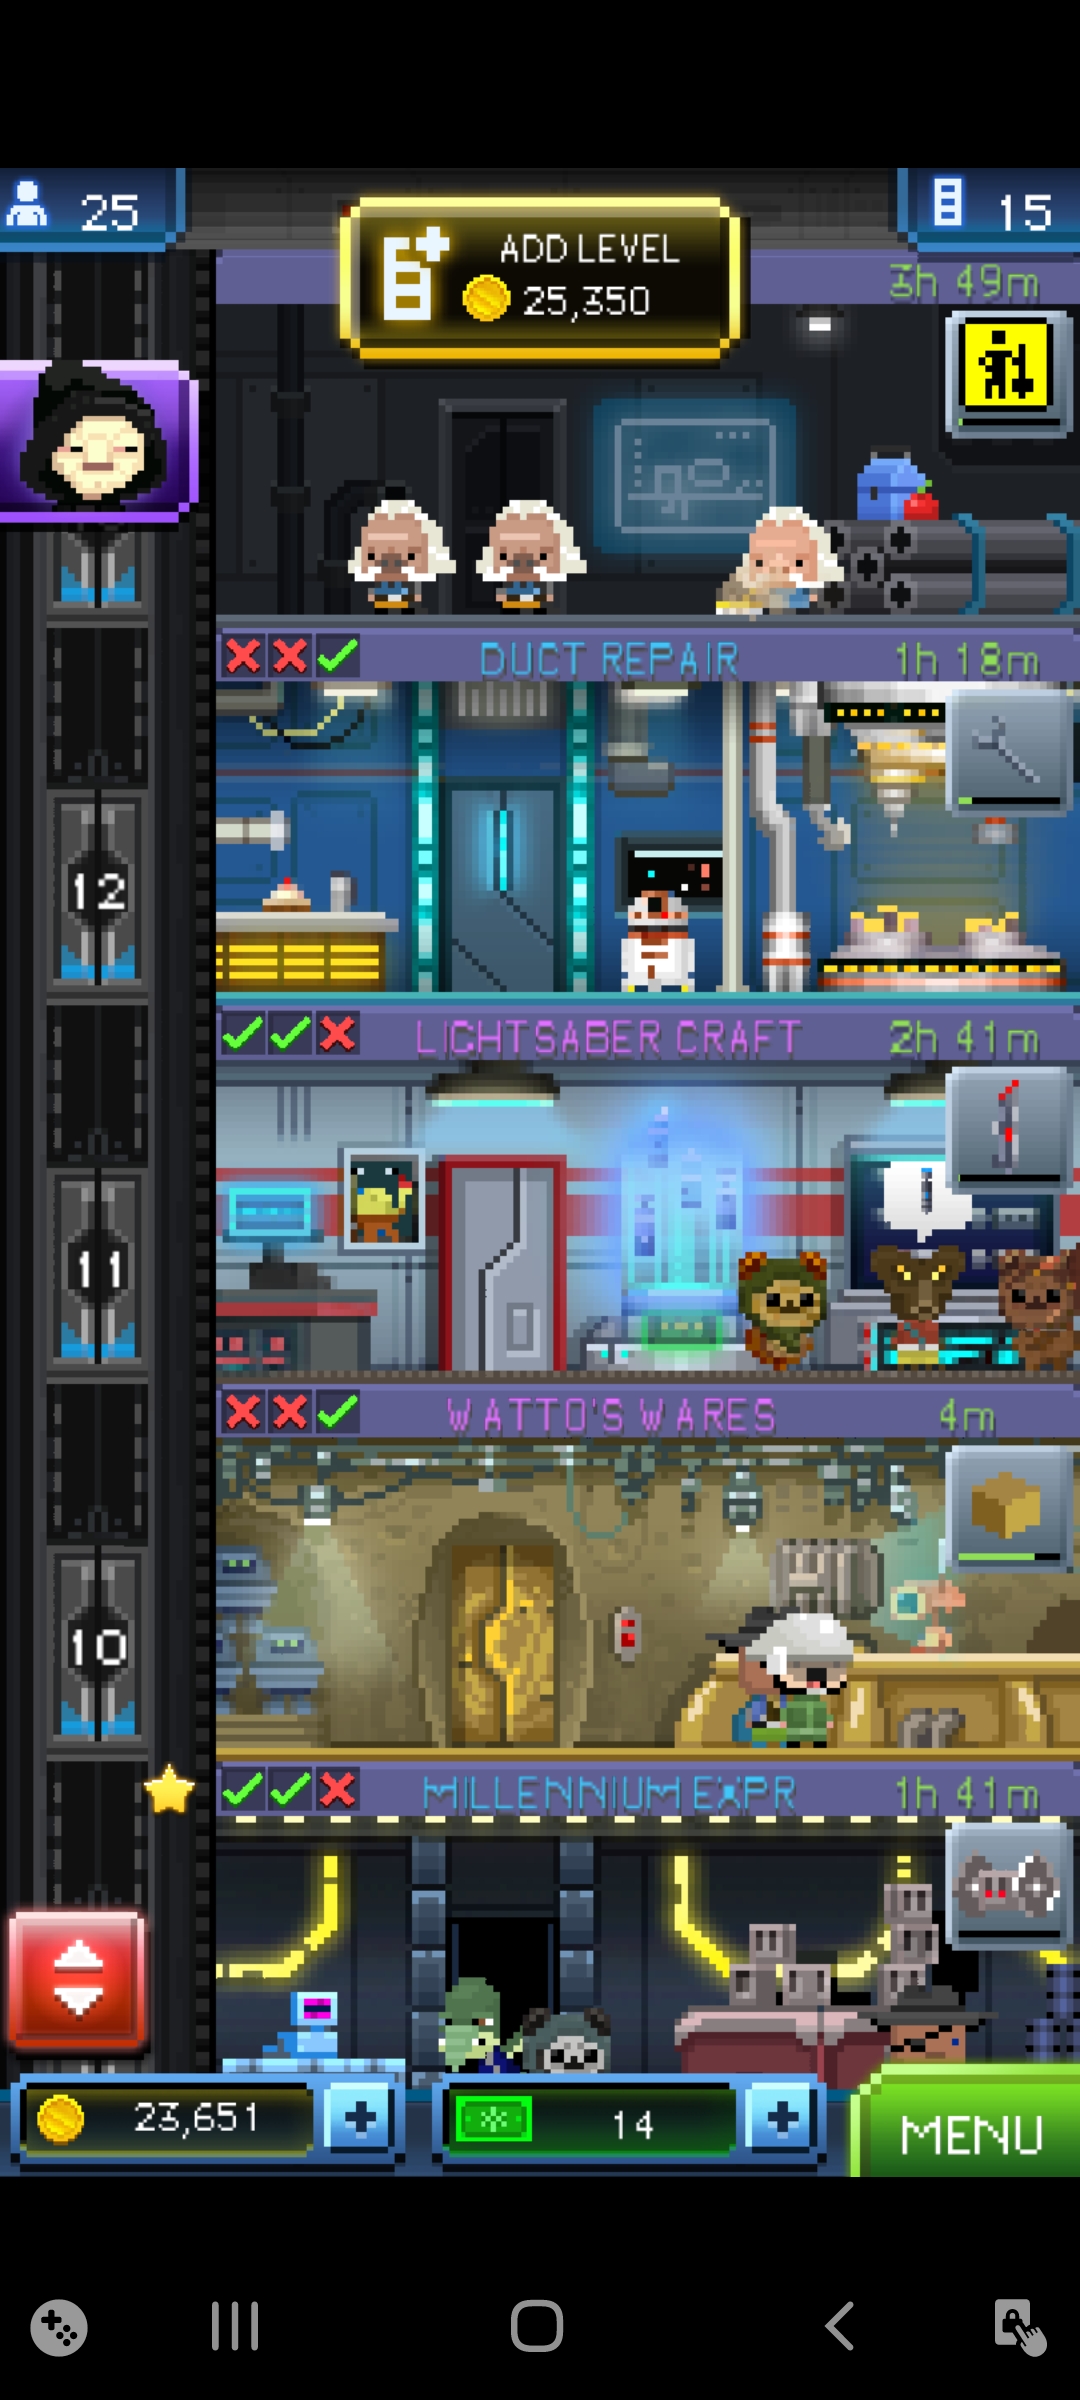 25
ADD LEVEL
25,350
15
3h 49m
DUCT REPAIR
1h 18m
12
LIGHTSABER CRAFT
2h 41m
11
WATTO'S WARES
4m
10
MILLENNIUM EXPR
1h 41m
23,651
14
MENU